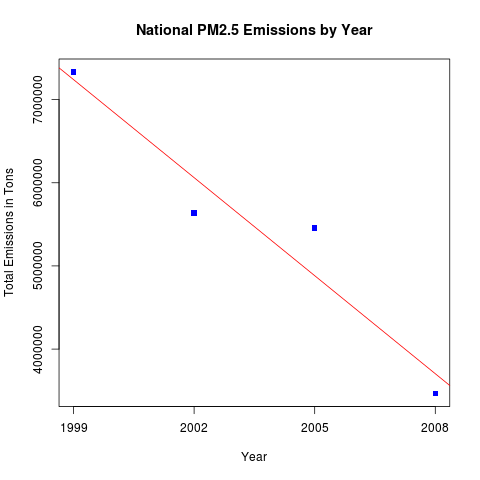 National PM2.5 Emissions by Year
Total Emissions in Tons
7000000
6000000
5000000
4000000
1999 2002 2005 2008
Year